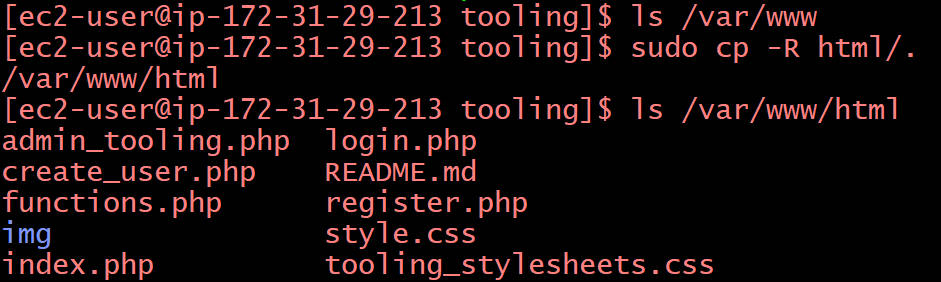 [ec2-user@ip-172-31-29-213 tooling]$ ls /var/www
[ec2-user@ip-172-31-29-213 tooling]$ sudo cp -R html/.
/var/www/html
[ec2-user@ip-172-31-29-213 tooling]$ ls /var/www/html
admin_tooling.php  login.php
create_user.php    README.md
functions.php      register.php
img                style.css
index.php          tooling_stylesheets.css